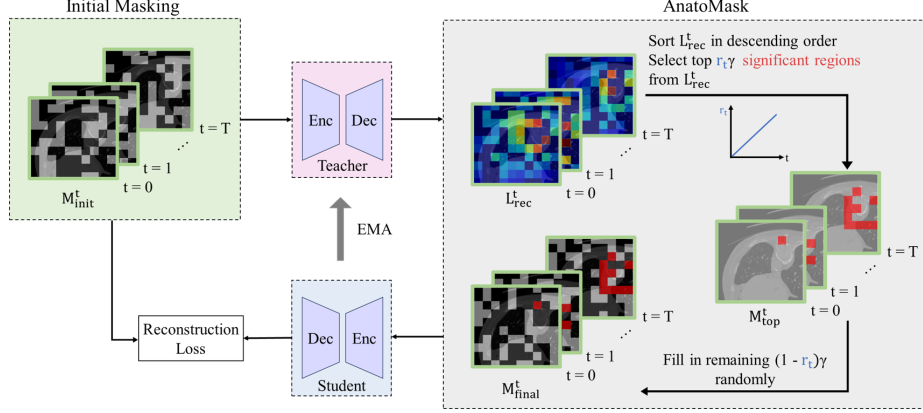 Initial Masking
AnatoMask
t = T
t = 1
t = 0
M^t_init
Enc
Dec
Teacher
EMA
Dec
Enc
Student
Reconstruction
Loss
t = T
t = 1
t = 0
L^t_rec
Sort L^t_rec in descending order
Select top r_tγ significant regions
from L^t_rec
r_t
t
t = T
t = 1
t = 0
M^t_top
Fill in remaining (1 - r_t)γ
randomly
t = T
t = 1
t = 0
M^t_final